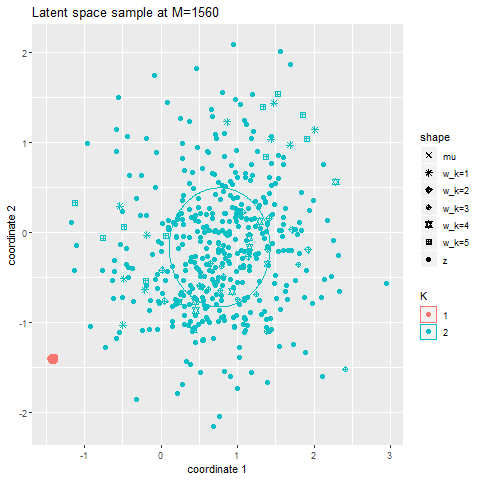 Latent space sample at M=1560
coordinate 2
2
1
0
-1
-2
-1
0
1
2
3
coordinate 1
shape
mu
w_k=1
w_k=2
w_k=3
w_k=4
w_k=5
z
K
1
2